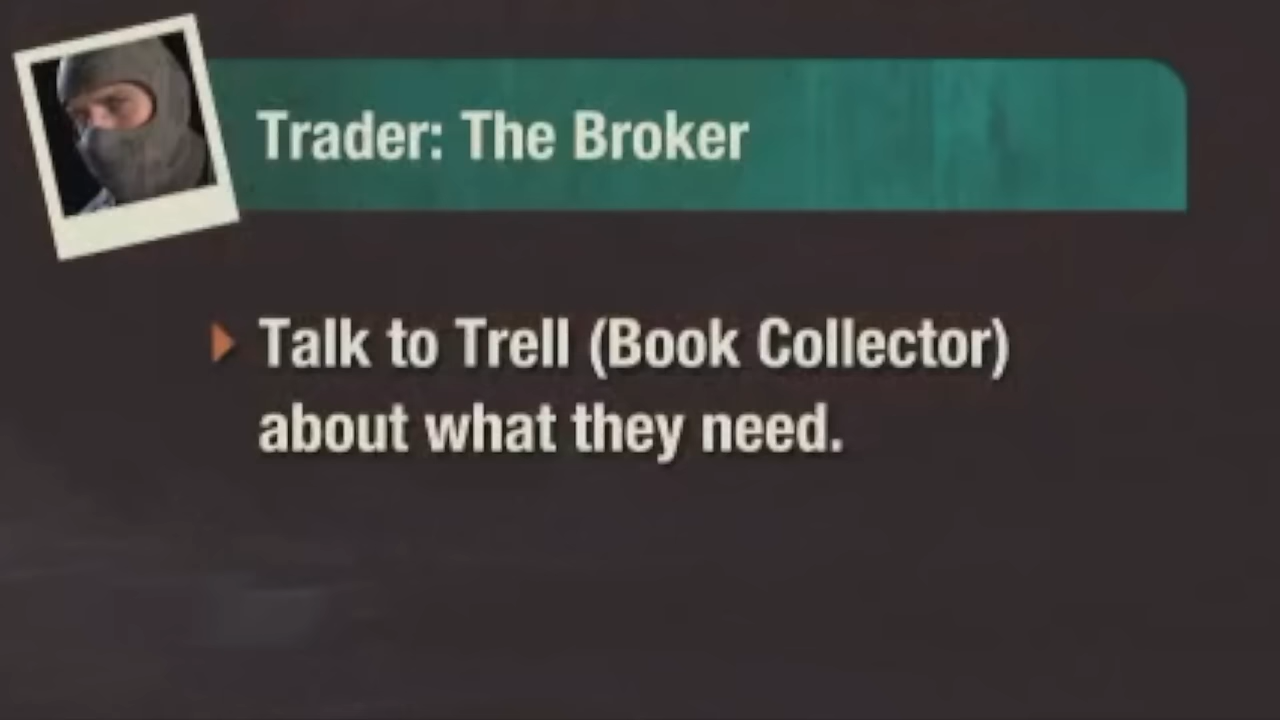 Trader: The Broker
Talk to Trell (Book Collector)
about what they need.